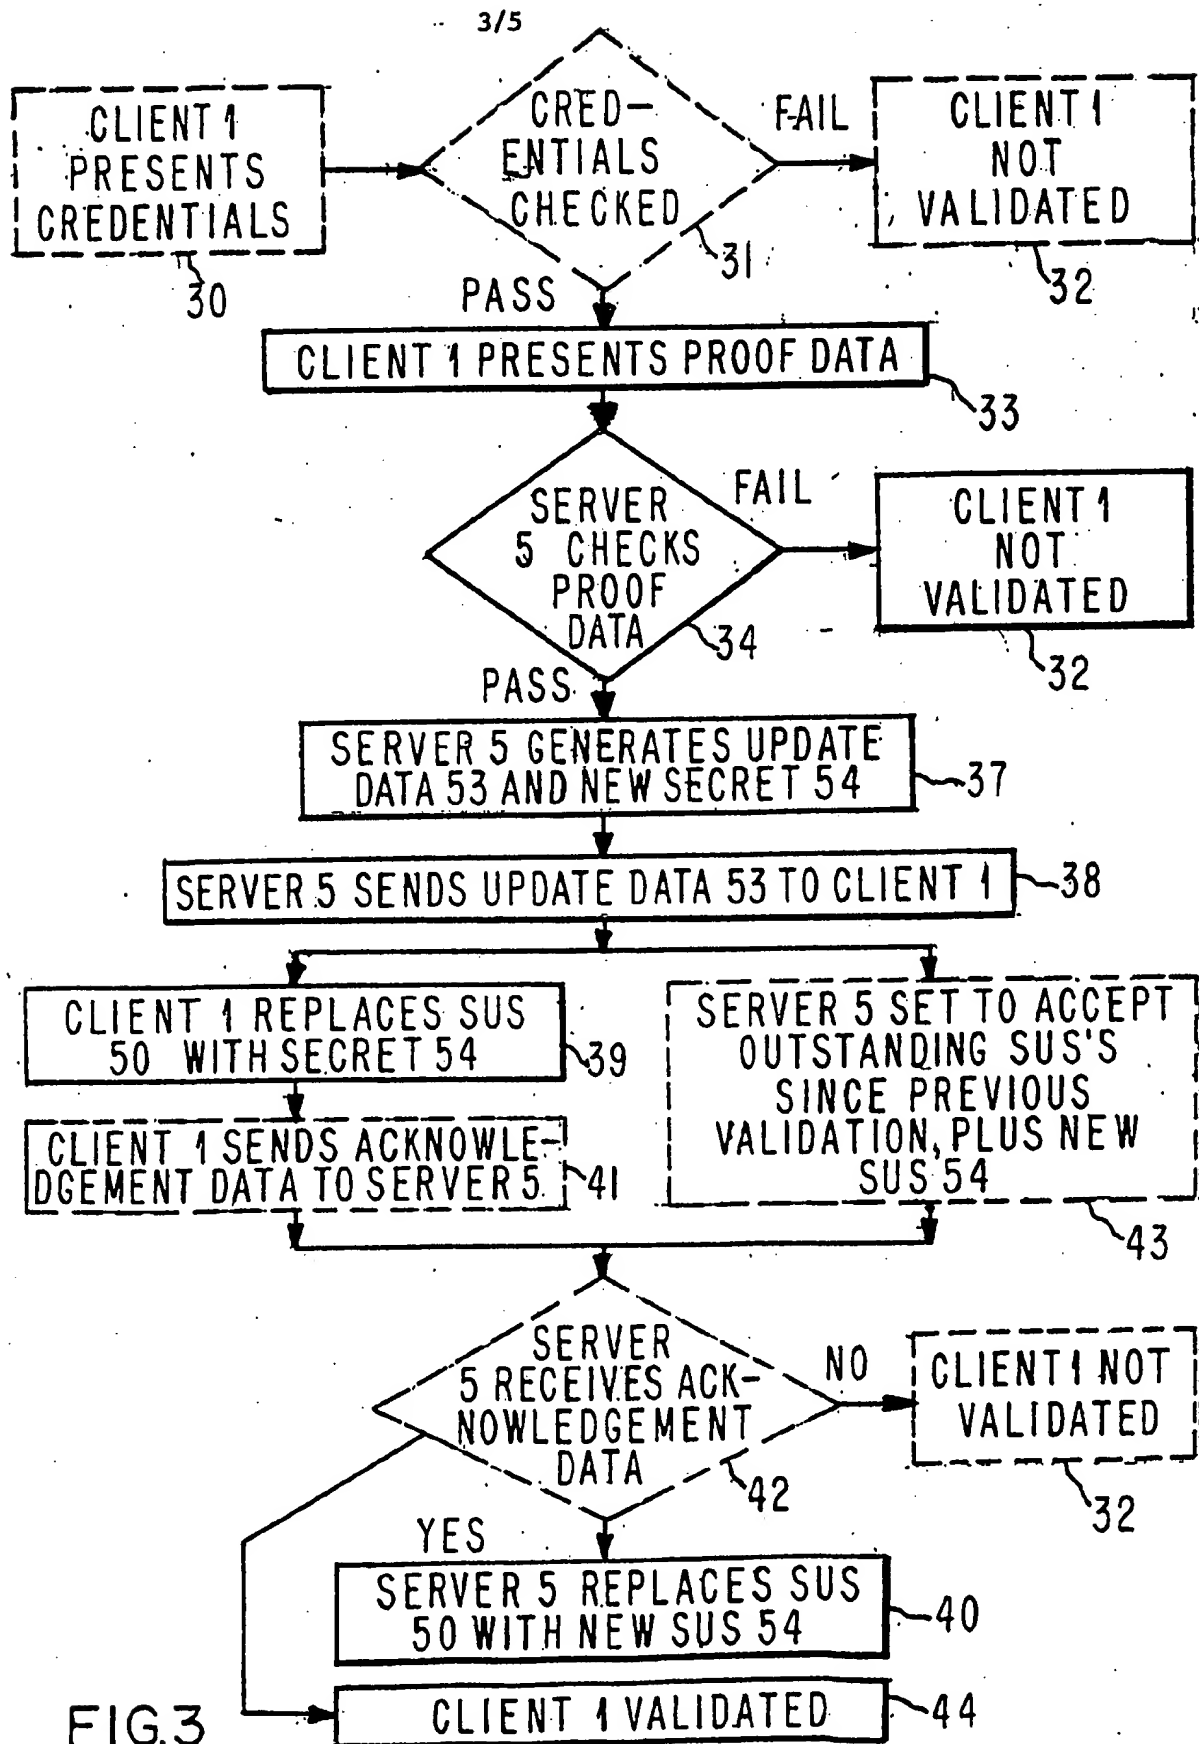 3/5
CLIENT 1
PRESENTS
CREDENTIALS
30
CRED-
ENTIALS
CHECKED
31
FAIL
CLIENT 1
NOT
VALIDATED
32
PASS
CLIENT 1 PRESENTS PROOF DATA
33
SERVER
5 CHECKS
PROOF
DATA
34
FAIL
CLIENT 1
NOT
VALIDATED
32
PASS
SERVER 5 GENERATES UPDATE
DATA 53 AND NEW SECRET 54
37
SERVER 5 SENDS UPDATE DATA 53 TO CLIENT 1
38
CLIENT 1 REPLACES SUS
50 WITH SECRET 54
39
CLIENT 1 SENDS ACKNOWLE-
DGEMENT DATA TO SERVER 5
41
SERVER 5 SET TO ACCEPT
OUTSTANDING SUS'S
SINCE PREVIOUS
VALIDATION, PLUS NEW
SUS 54
43
SERVER
5 RECEIVES ACK-
NOWLEDGEMENT
DATA
42
NO
CLIENT 1 NOT
VALIDATED
32
YES
SERVER 5 REPLACES SUS
50 WITH NEW SUS 54
40
CLIENT 1 VALIDATED
44
FIG.3